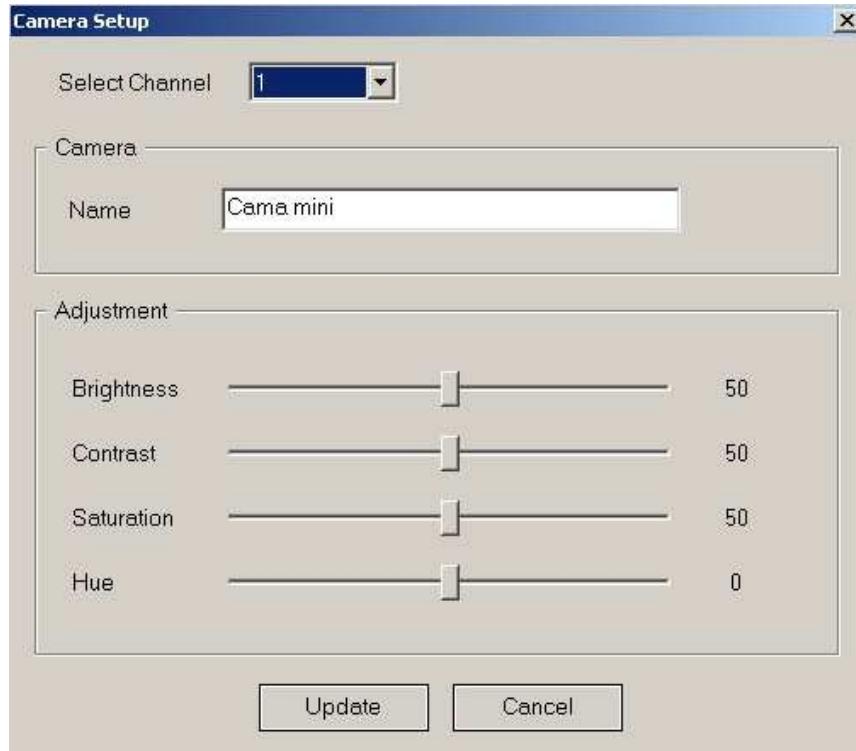 Camera Setup
Select Channel 1
Camera
Name Cama mini
Adjustment
Brightness 50
Contrast 50
Saturation 50
Hue 0
Update Cancel